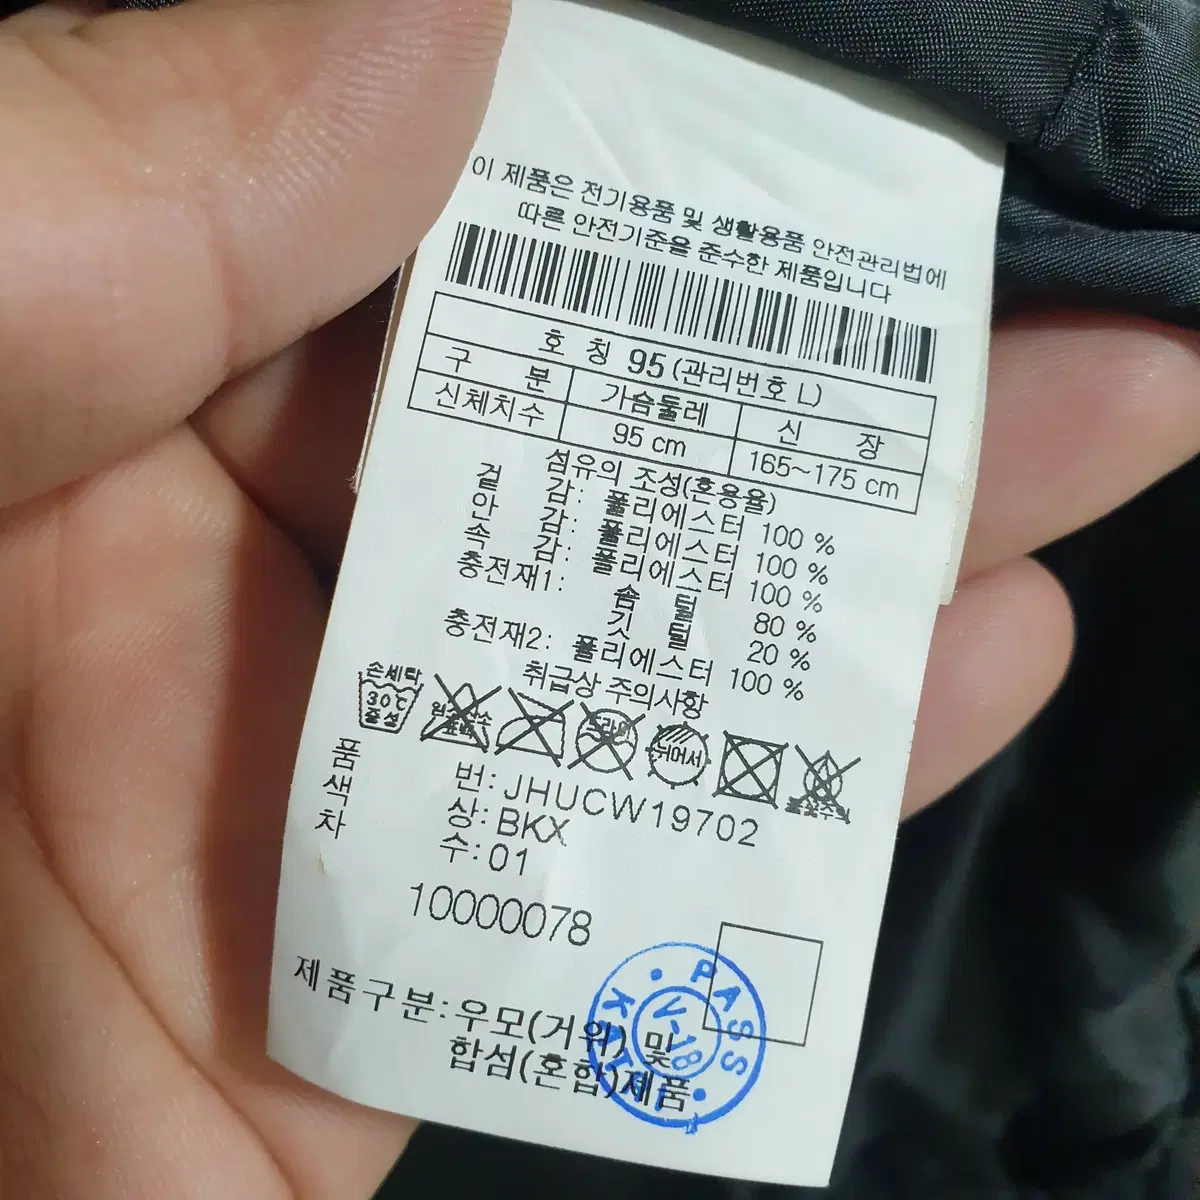 이 제품은 전기용품 및 생활용품 안전관리법에
따른 안전기준을 준수한 제품입니다
호 칭 95 (관리번호 L)
구 분 가슴둘레 신 장
신체치수 95 cm 165~175 cm
섬유의 조성(혼용율)
겉 감: 폴리에스터 100 %
안 감: 폴리에스터 100 %
속 감: 폴리에스터 100 %
충전재1: 솜 털 80 %
깃 털 20 %
충전재2: 폴리에스터 100 %
취급상 주의사항
손세탁
30℃
중성
뉘어서
품 번: JHUCW19702
색 상: BKX
차 수: 01
10000078
제품구분: 우모(거위) 및
합섬(혼합)제품
PASS
V-18